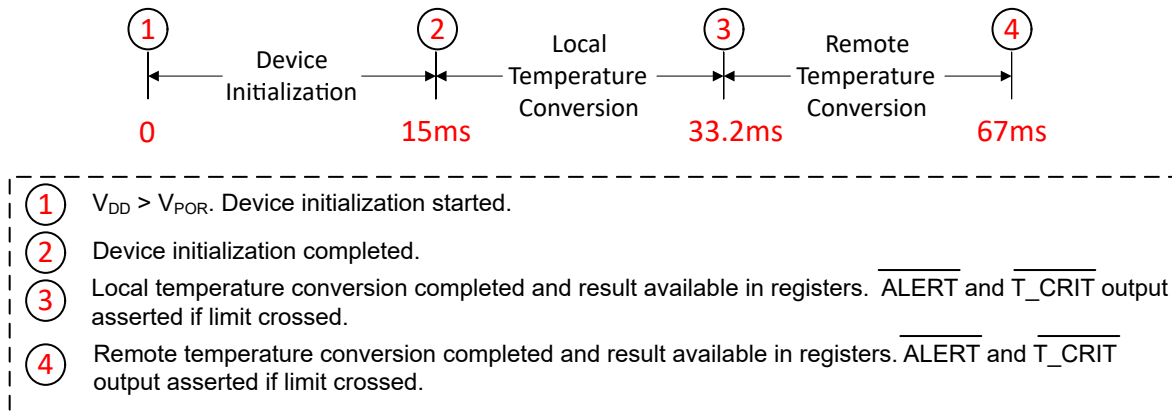 1 2 3 4
Device Initialization
Local Temperature Conversion
Remote Temperature Conversion
0 15ms 33.2ms 67ms
1 VDD > VPOR. Device initialization started.
2 Device initialization completed.
3 Local temperature conversion completed and result available in registers. ALERT and T_CRIT output
asserted if limit crossed.
4 Remote temperature conversion completed and result available in registers. ALERT and T_CRIT
output asserted if limit crossed.